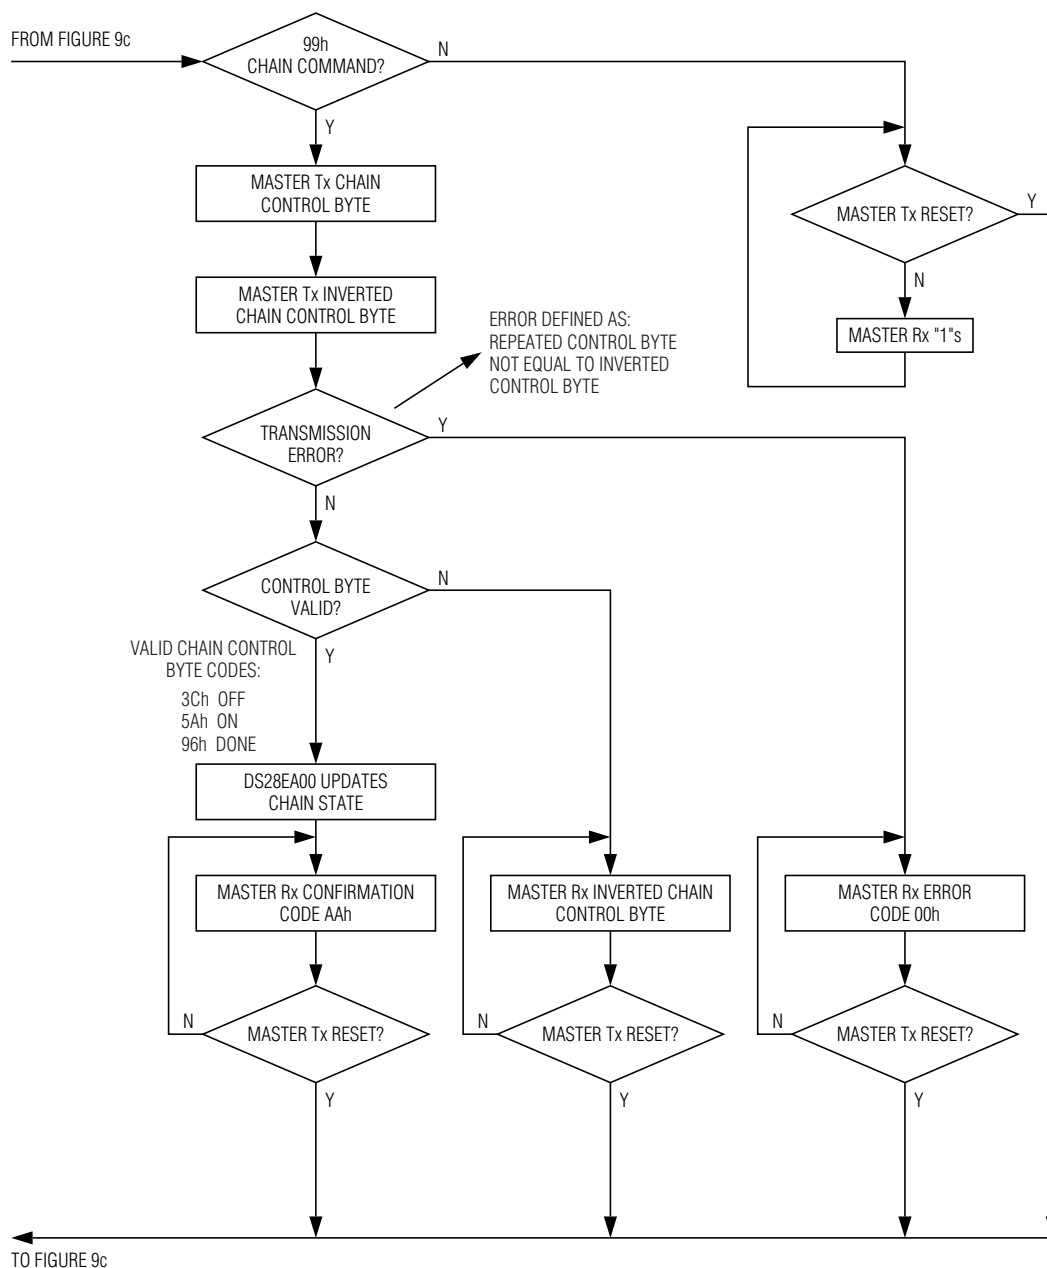 FROM FIGURE 9c
99h
CHAIN COMMAND?
N
Y
MASTER Tx CHAIN
CONTROL BYTE
MASTER Tx RESET?
Y
N
MASTER Rx "1"s
MASTER Tx INVERTED
CHAIN CONTROL BYTE
ERROR DEFINED AS:
REPEATED CONTROL BYTE
NOT EQUAL TO INVERTED
CONTROL BYTE
TRANSMISSION
ERROR?
Y
N
CONTROL BYTE
VALID?
N
Y
VALID CHAIN CONTROL
BYTE CODES:
3Ch OFF
5Ah ON
96h DONE
DS28EA00 UPDATES
CHAIN STATE
MASTER Rx CONFIRMATION
CODE AAh
MASTER Rx INVERTED CHAIN
CONTROL BYTE
MASTER Rx ERROR
CODE 00h
N
MASTER Tx RESET?
Y
N
MASTER Tx RESET?
Y
N
MASTER Tx RESET?
Y
TO FIGURE 9c